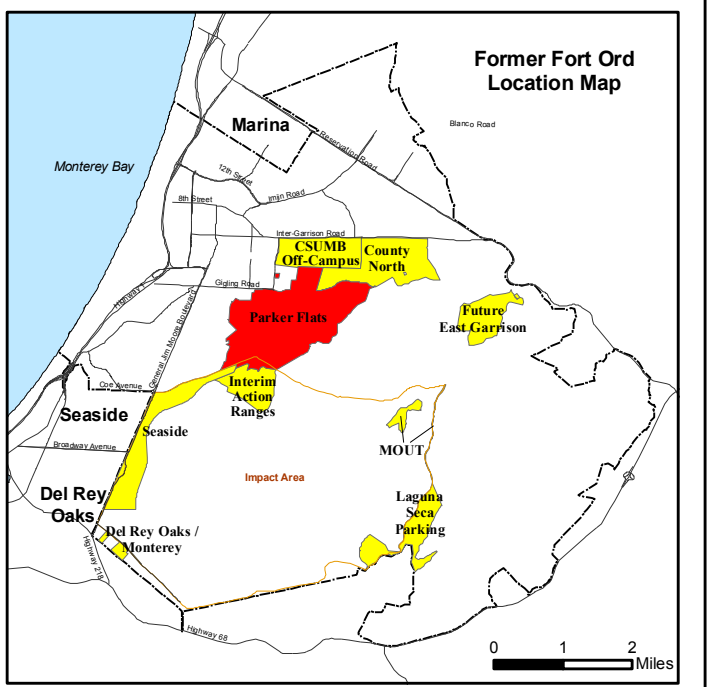 Former Fort Ord
Location Map
Marina
Blanco Road
Reservation Road
Monterey Bay
12th Street
Imjin Road
8th Street
Inter-Garrison Road
CSUMB
Off-Campus
County
North
Gigling Road
Highway 1
General Jim Moore Boulevard
Parker Flats
Future
East Garrison
Coe Avenue
Interim
Action
Ranges
Seaside
Seaside
Broadway Avenue
MOUT
Impact Area
Del Rey
Oaks
Laguna
Seca
Parking
Del Rey Oaks /
Monterey
Highway 218
Highway 68
0 1 2
Miles